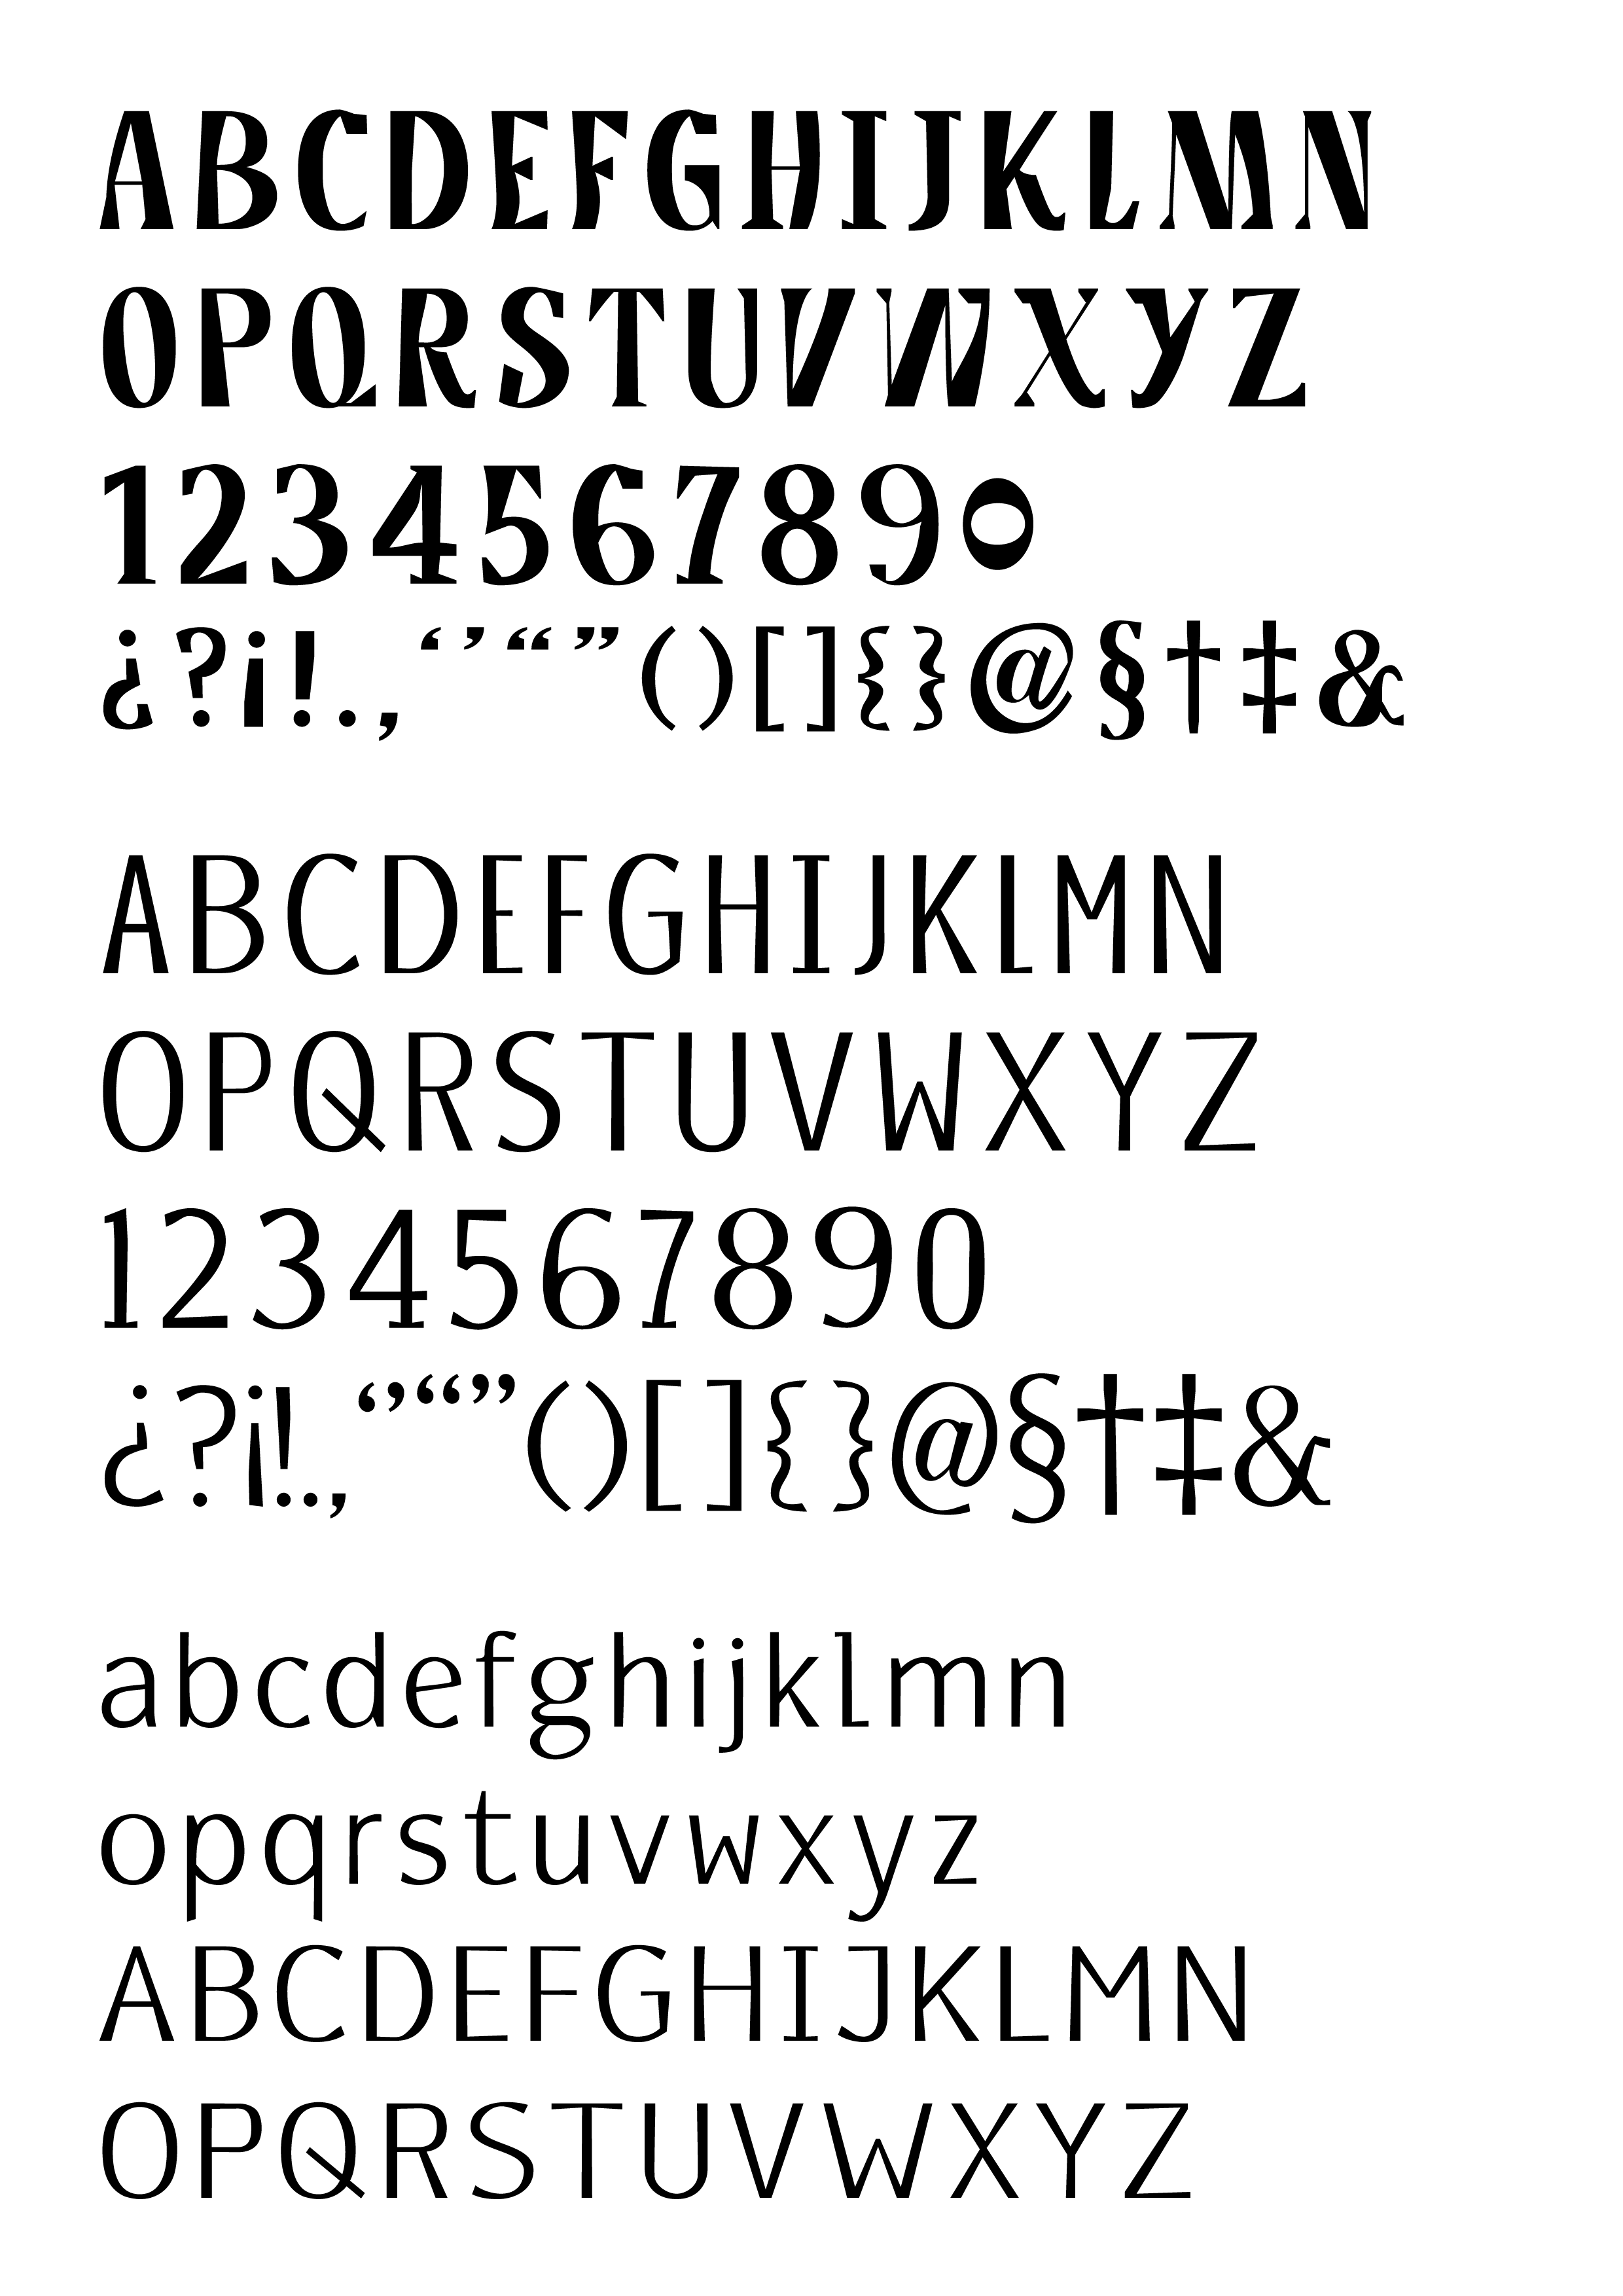 ABCDEFGHIJKLMN
OPQRSTUVWXYZ
1234567890
¿?¡!., ‘ ’ “ ” ()[]{}@§†‡&
ABCDEFGHIJKLMN
OPQRSTUVWXYZ
1234567890
¿?¡!., ‘’“”()[]{}@§†‡&
abcdefghijklmn
opqrstuvwxyz
ABCDEFGHIJKLMN
OPQRSTUVWXYZ